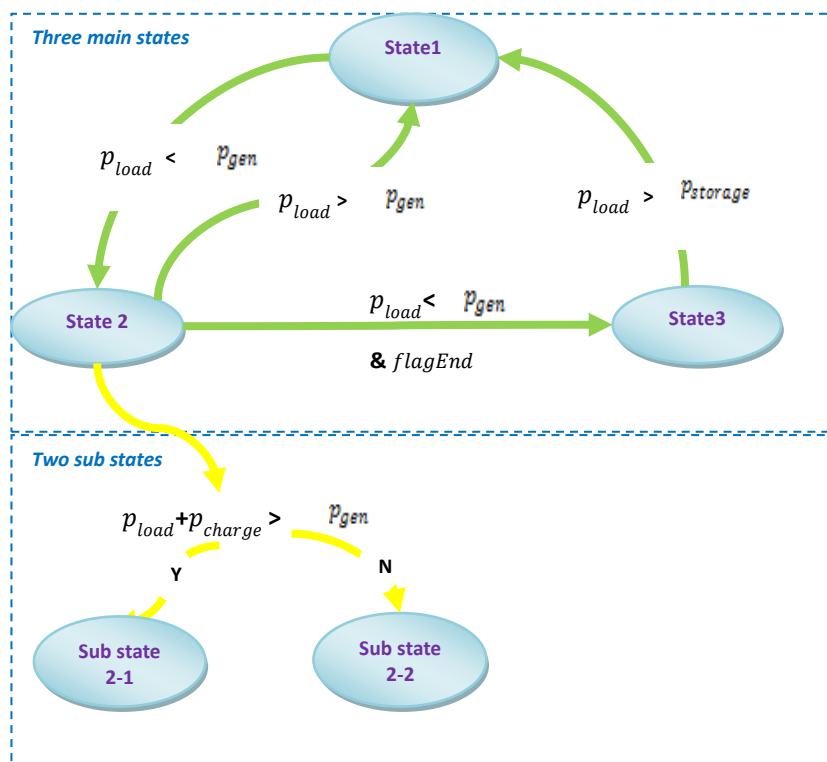 Three main states
State1
p_load < p_gen
p_load > p_gen
p_load > p_storage
State 2
p_load< p_gen
State3
& flagEnd
Two sub states
p_load+p_charge > p_gen
Y
N
Sub state
2-1
Sub state
2-2